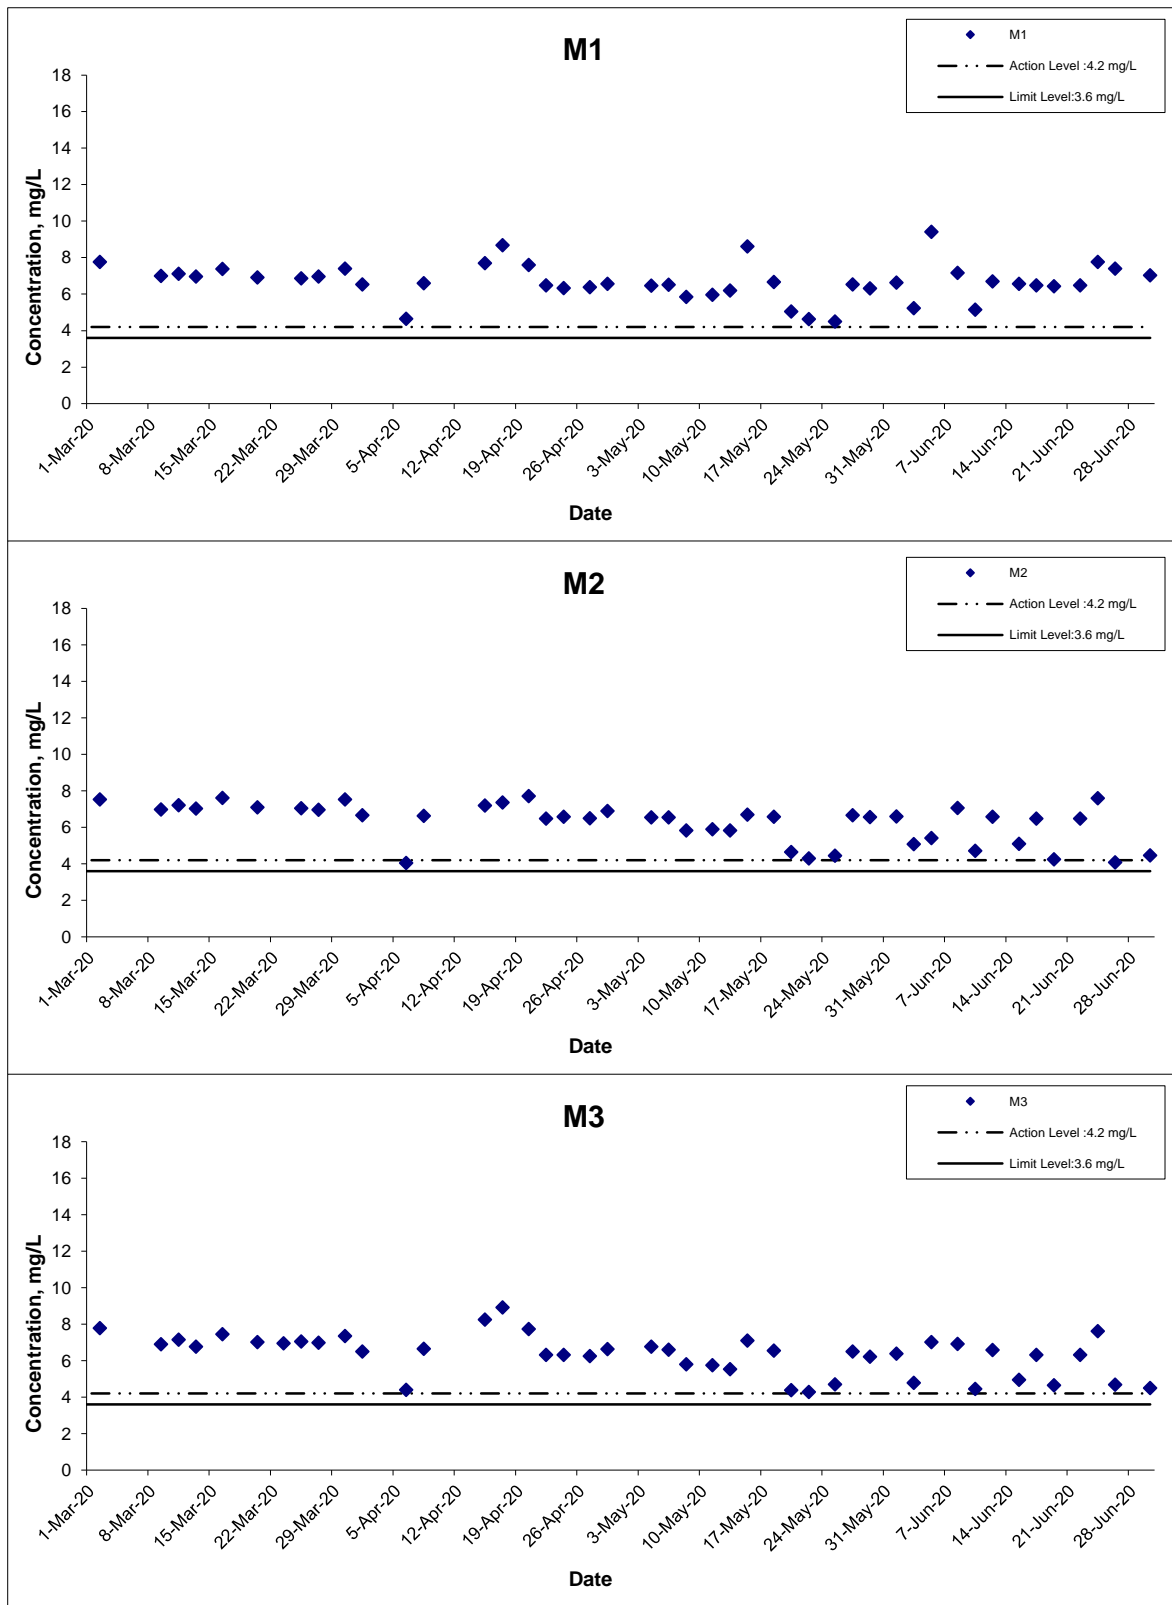 M1
M1
Action Level :4.2 mg/L
Limit Level:3.6 mg/L
Concentration, mg/L
18
16
14
12
10
8
6
4
2
0
1-Mar-20
8-Mar-20
15-Mar-20
22-Mar-20
29-Mar-20
5-Apr-20
12-Apr-20
19-Apr-20
26-Apr-20
3-May-20
10-May-20
17-May-20
24-May-20
31-May-20
7-Jun-20
14-Jun-20
21-Jun-20
28-Jun-20
Date
M2
M2
Action Level :4.2 mg/L
Limit Level:3.6 mg/L
Concentration, mg/L
18
16
14
12
10
8
6
4
2
0
1-Mar-20
8-Mar-20
15-Mar-20
22-Mar-20
29-Mar-20
5-Apr-20
12-Apr-20
19-Apr-20
26-Apr-20
3-May-20
10-May-20
17-May-20
24-May-20
31-May-20
7-Jun-20
14-Jun-20
21-Jun-20
28-Jun-20
Date
M3
M3
Action Level :4.2 mg/L
Limit Level:3.6 mg/L
Concentration, mg/L
18
16
14
12
10
8
6
4
2
0
1-Mar-20
8-Mar-20
15-Mar-20
22-Mar-20
29-Mar-20
5-Apr-20
12-Apr-20
19-Apr-20
26-Apr-20
3-May-20
10-May-20
17-May-20
24-May-20
31-May-20
7-Jun-20
14-Jun-20
21-Jun-20
28-Jun-20
Date